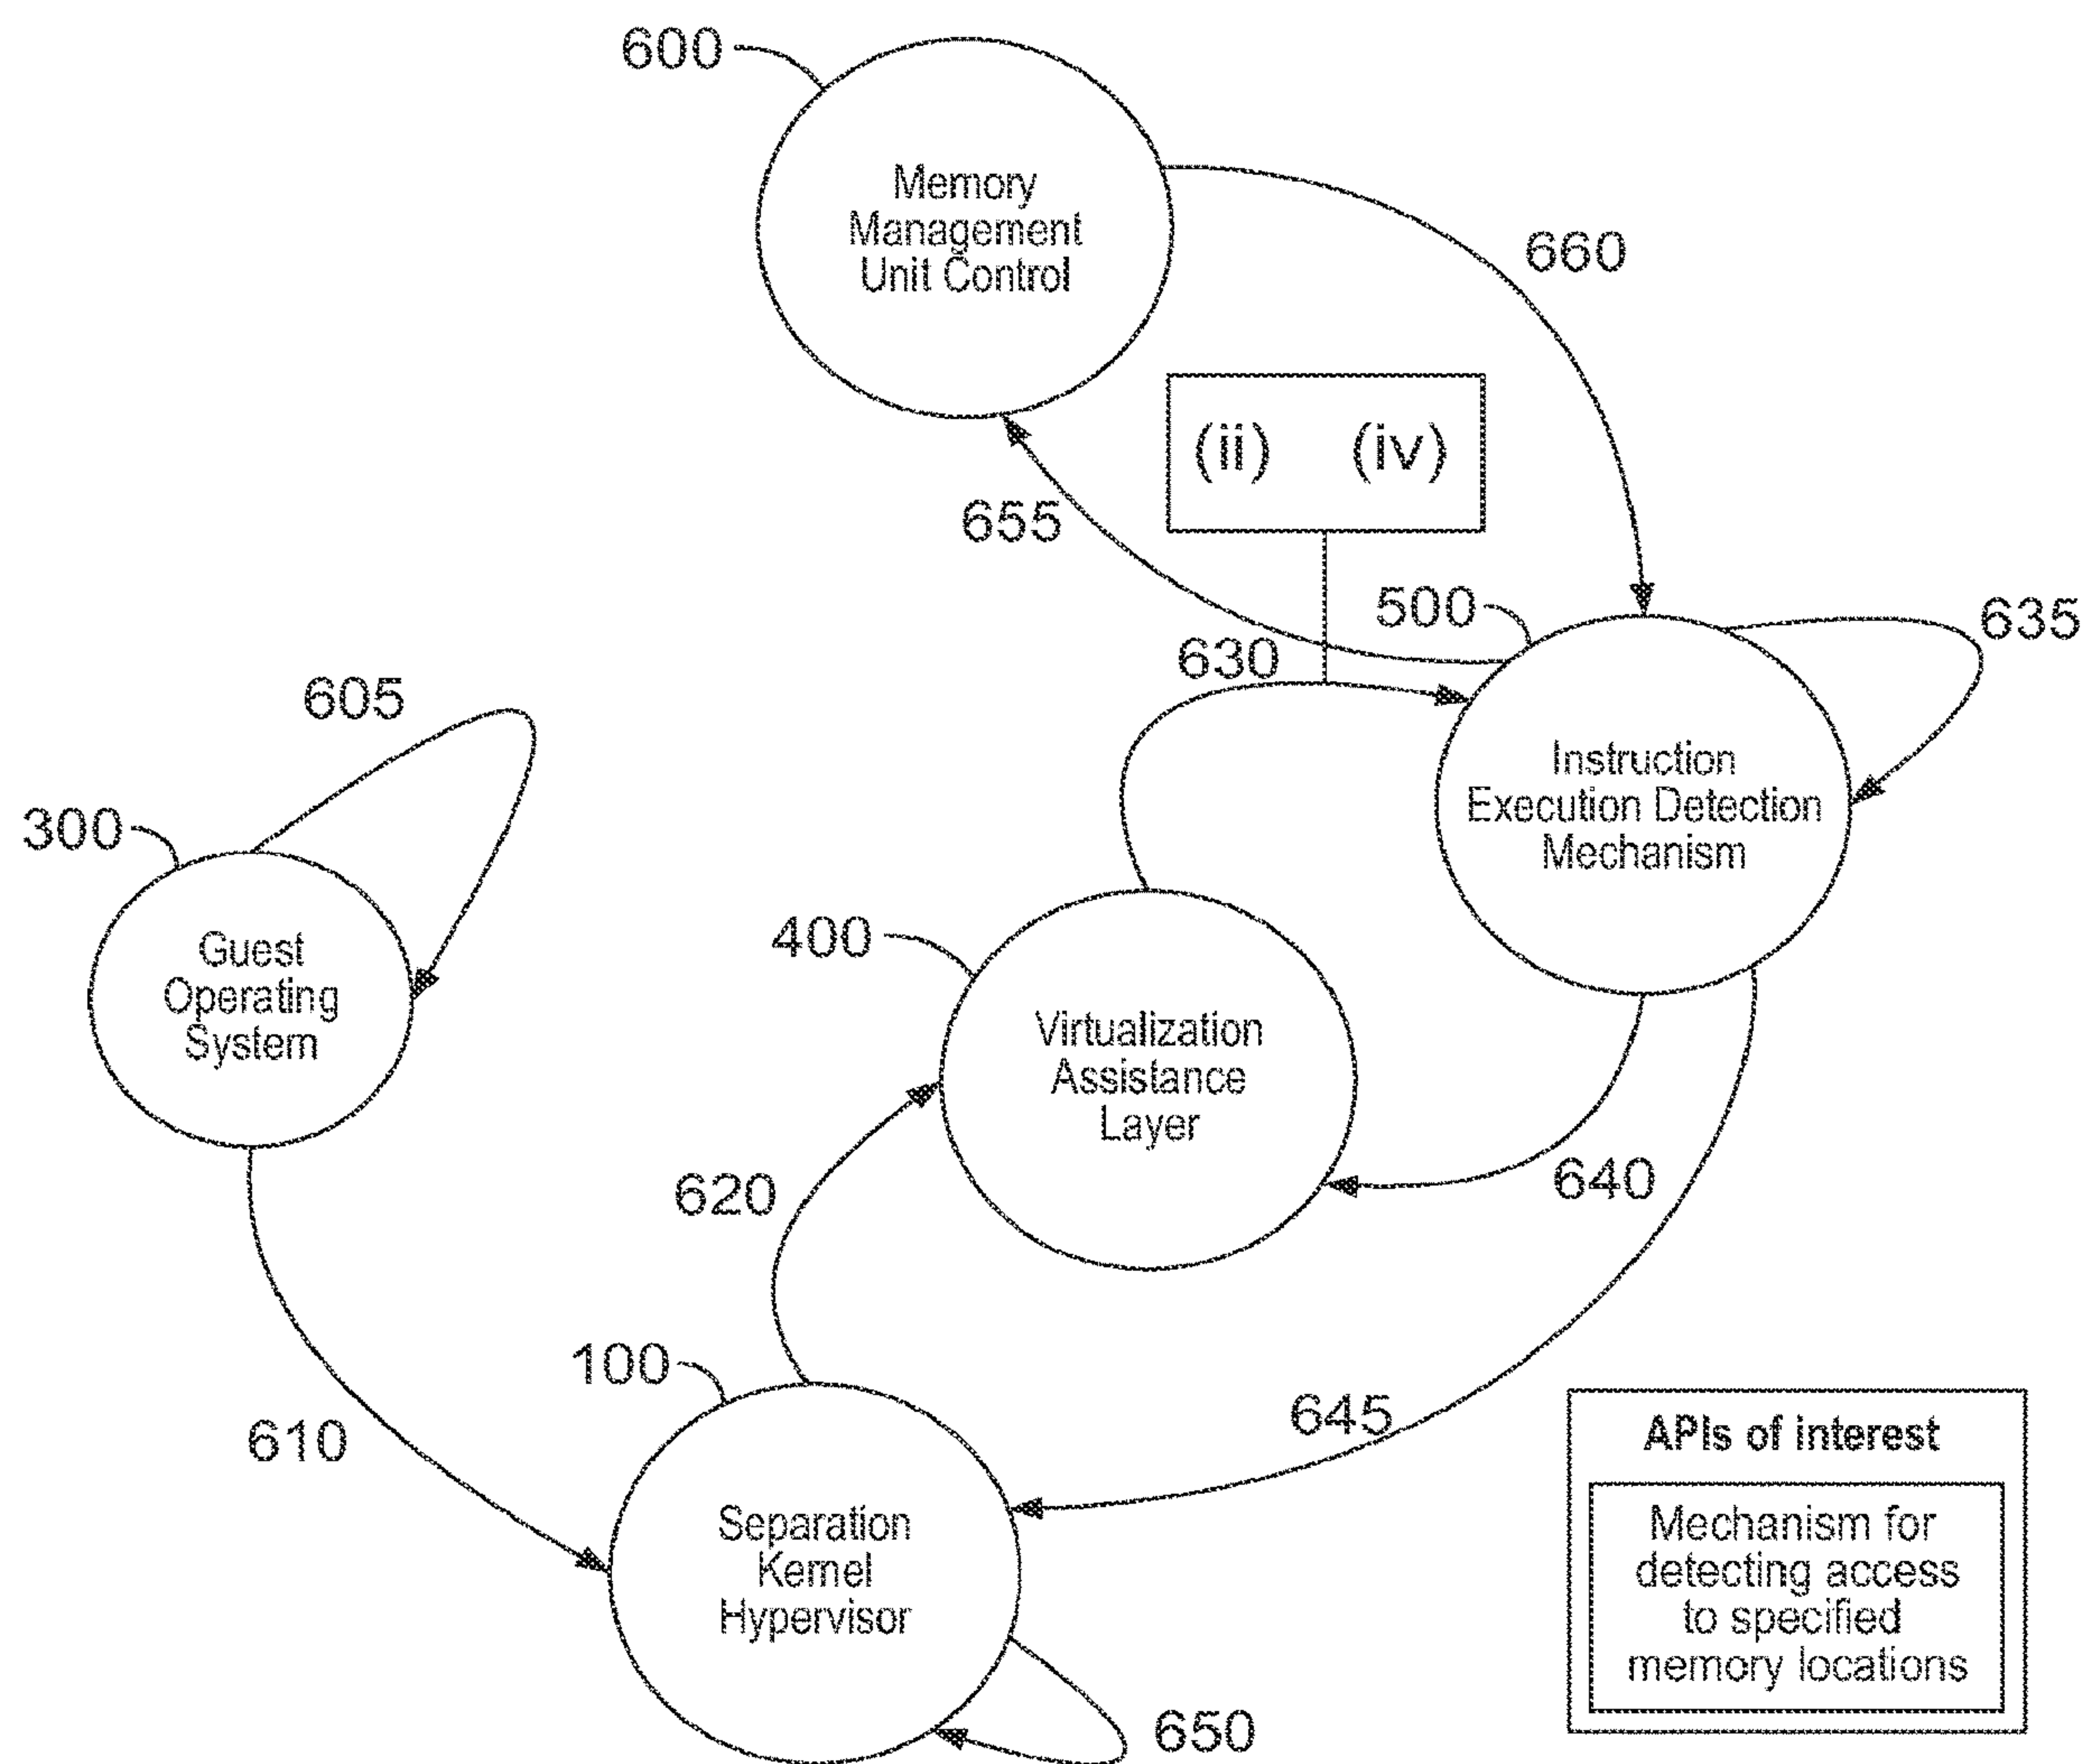 600
Memory
Management
Unit Control
660
(ii) (iv)
655
500
635
630
605
Instruction
Execution Detection
Mechanism
300
400
Guest
Operating
System
Virtualization
Assistance
Layer
620
640
100
610
645
APIs of interest
Separation
Kernel
Hypervisor
Mechanism for
detecting access
to specified
memory locations
650